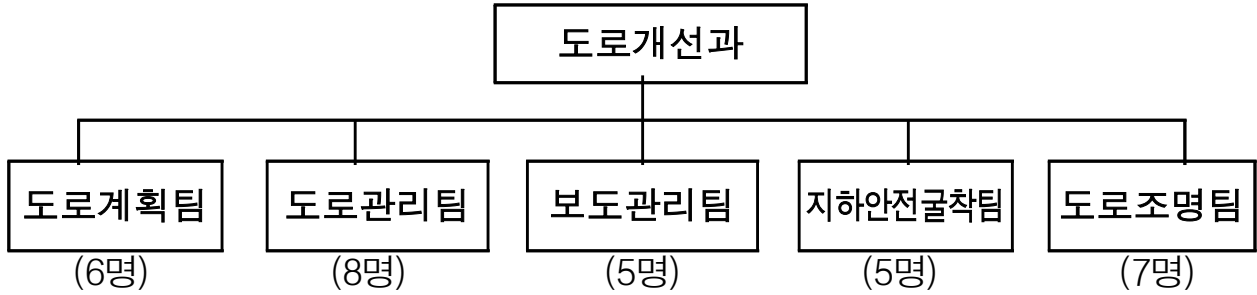 도로개선과
도로계획팀 도로관리팀 보도관리팀 지하안전굴착팀 도로조명팀
(6명) (8명) (5명) (5명) (7명)